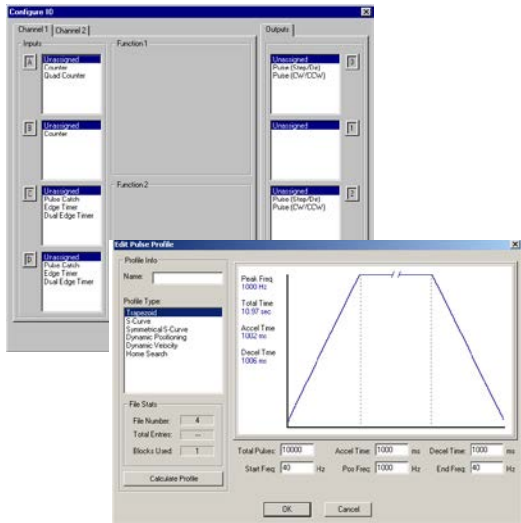 Configure IO
Channel 1 Channel 2
Outputs
Inputs
Function 1
A
Unassigned
Counter
Quad Counter
Unassigned
Pulse (Step/Dir)
Pulse (CW/CCW)
B
Unassigned
Counter
Unassigned
1
Function 2
C
Unassigned
Pulse Catch
Edge Timer
Dual Edge Timer
Unassigned
Pulse (Step/Dir)
Pulse (CW/CCW)
2
D
Unassigned
Pulse Catch
Edge Timer
Dual Edge Timer
Edit Pulse Profile
Profile Info
Name:
Profile Type:
Trapezoid
S-Curve
Symmetrical S-Curve
Dynamic Positioning
Dynamic Velocity
Home Search
File Stats
File Number: 4
Total Entries: --
Blocks Used: 1
Calculate Profile
Peak Freq
1000 Hz
Total Time
10.97 sec
Accel Time
1002 ms
Decel Time
1006 ms
Total Pulses: 10000 Accel Time: 1000 ms Decel Time: 1000 ms
Start Freq: 40 Hz Pos Freq: 1000 Hz End Freq: 40 Hz
OK Cancel